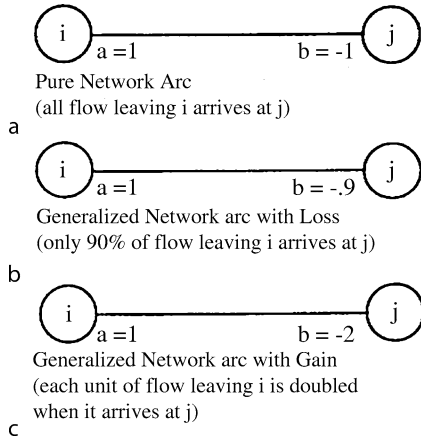 i j
a =1 b = -1
Pure Network Arc
(all flow leaving i arrives at j)
a
i j
a =1 b = -.9
Generalized Network arc with Loss
(only 90% of flow leaving i arrives at j)
b
i j
a =1 b = -2
Generalized Network arc with Gain
(each unit of flow leaving i is doubled
when it arrives at j)
c